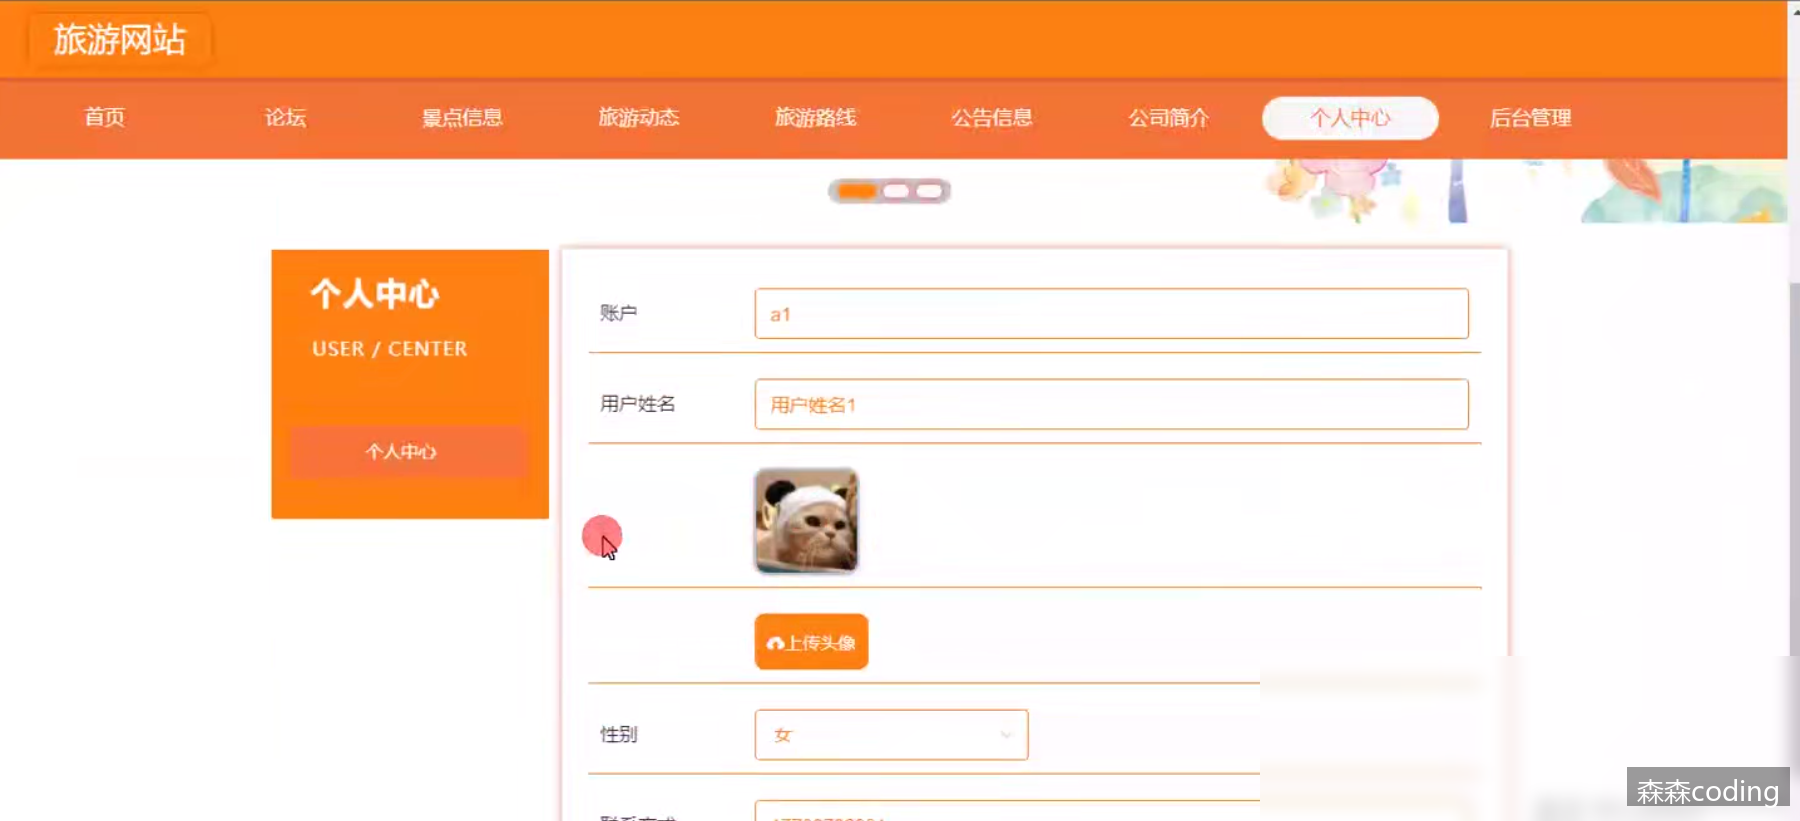 旅游网站
首页 论坛 景点信息 旅游动态 旅游路线 公告信息 公司简介 个人中心 后台管理
个人中心
USER / CENTER
个人中心
账户 a1
用户姓名 用户姓名1
上传头像
性别 女
森森coding